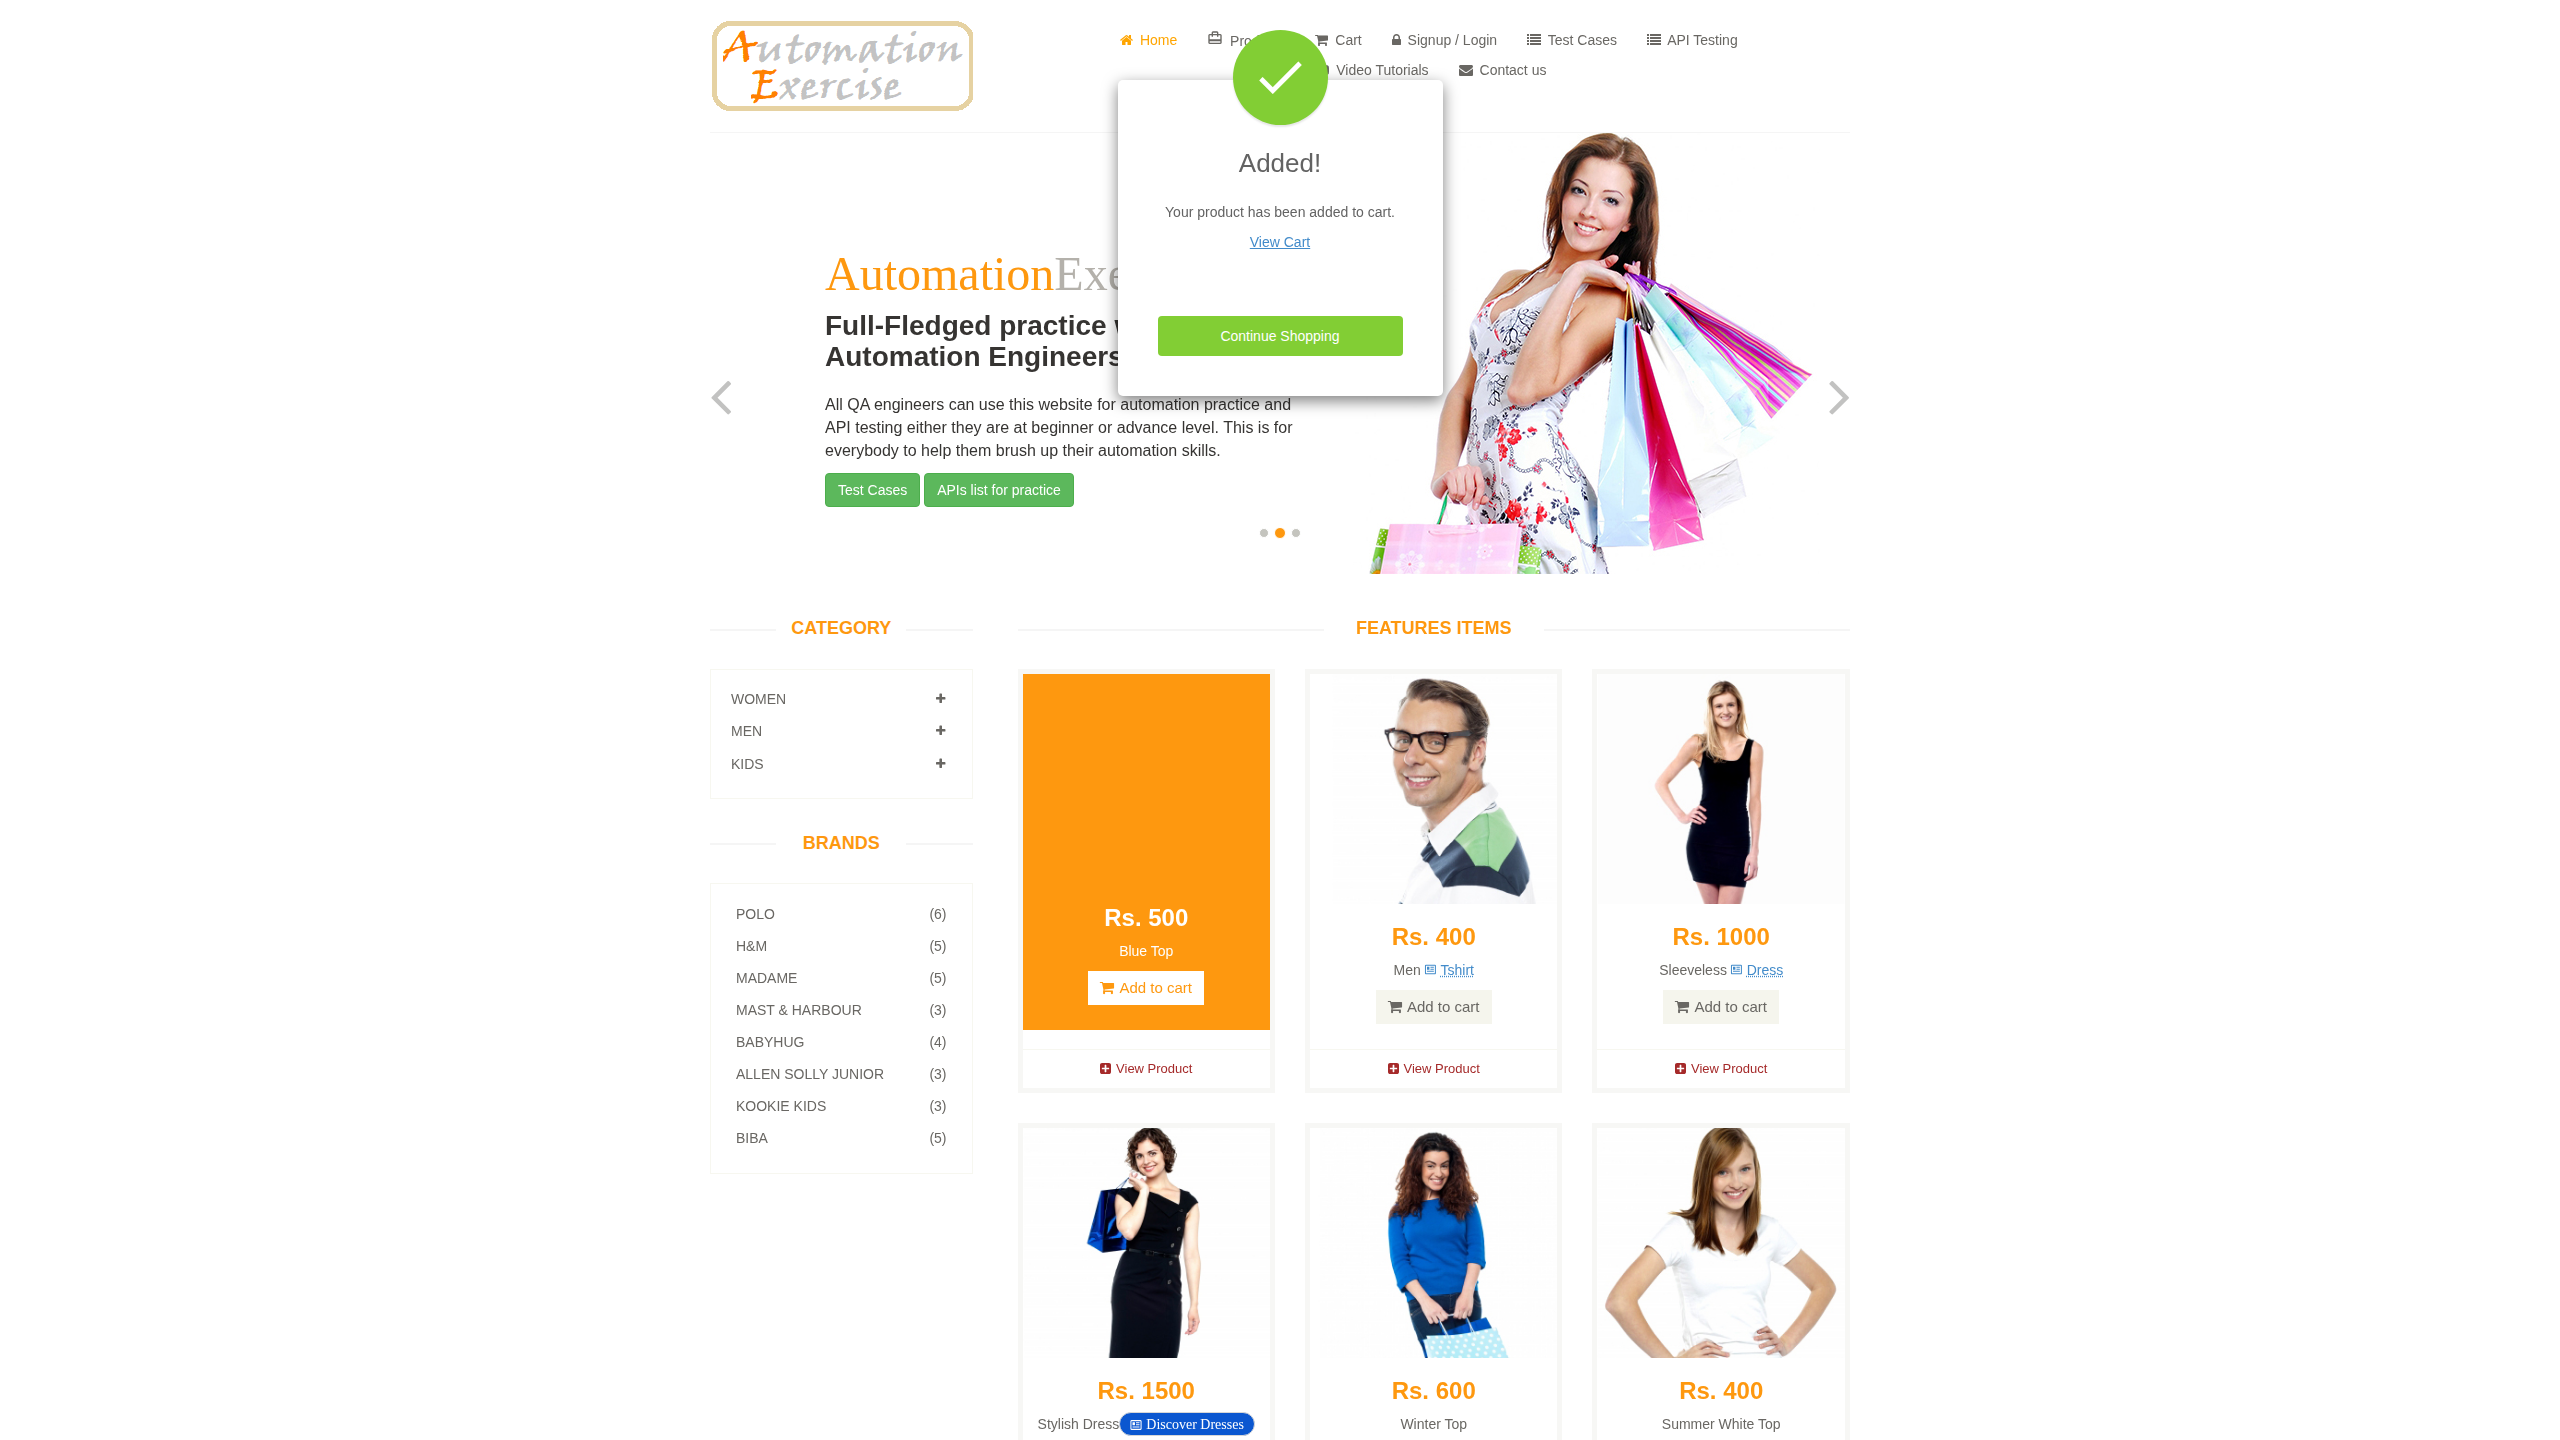 Automation
Exercise
Home
Cart
Signup / Login
Test Cases
API Testing
Video Tutorials
Contact us
Added!
Your product has been added to cart.
View Cart
Continue Shopping
AutomationExe
Full-Fledged practice
Automation Engineers
All QA engineers can use this website for automation practice and
API testing either they are at beginner or advance level. This is for
everybody to help them brush up their automation skills.
Test Cases
APIs list for practice
CATEGORY
WOMEN
MEN
KIDS
BRANDS
POLO (6)
H&M (5)
MADAME (5)
MAST & HARBOUR (3)
BABYHUG (4)
ALLEN SOLLY JUNIOR (3)
KOOKIE KIDS (3)
BIBA (5)
FEATURES ITEMS
Rs. 500
Blue Top
Add to cart
View Product
Rs. 400
Men Tshirt
Add to cart
View Product
Rs. 1000
Sleeveless Dress
Add to cart
View Product
Rs. 1500
Stylish Dress
Discover Dresses
Rs. 600
Winter Top
Rs. 400
Summer White Top